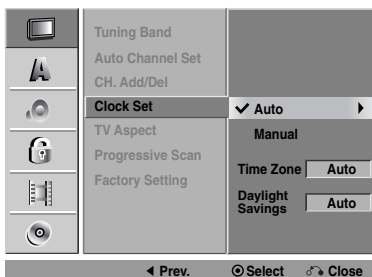 Tuning Band
Auto Channel Set
CH. Add/Del
Clock Set
TV Aspect
Progressive Scan
Factory Setting
✓ Auto
Manual
Time Zone Auto
Daylight Savings Auto
Prev. Select Close